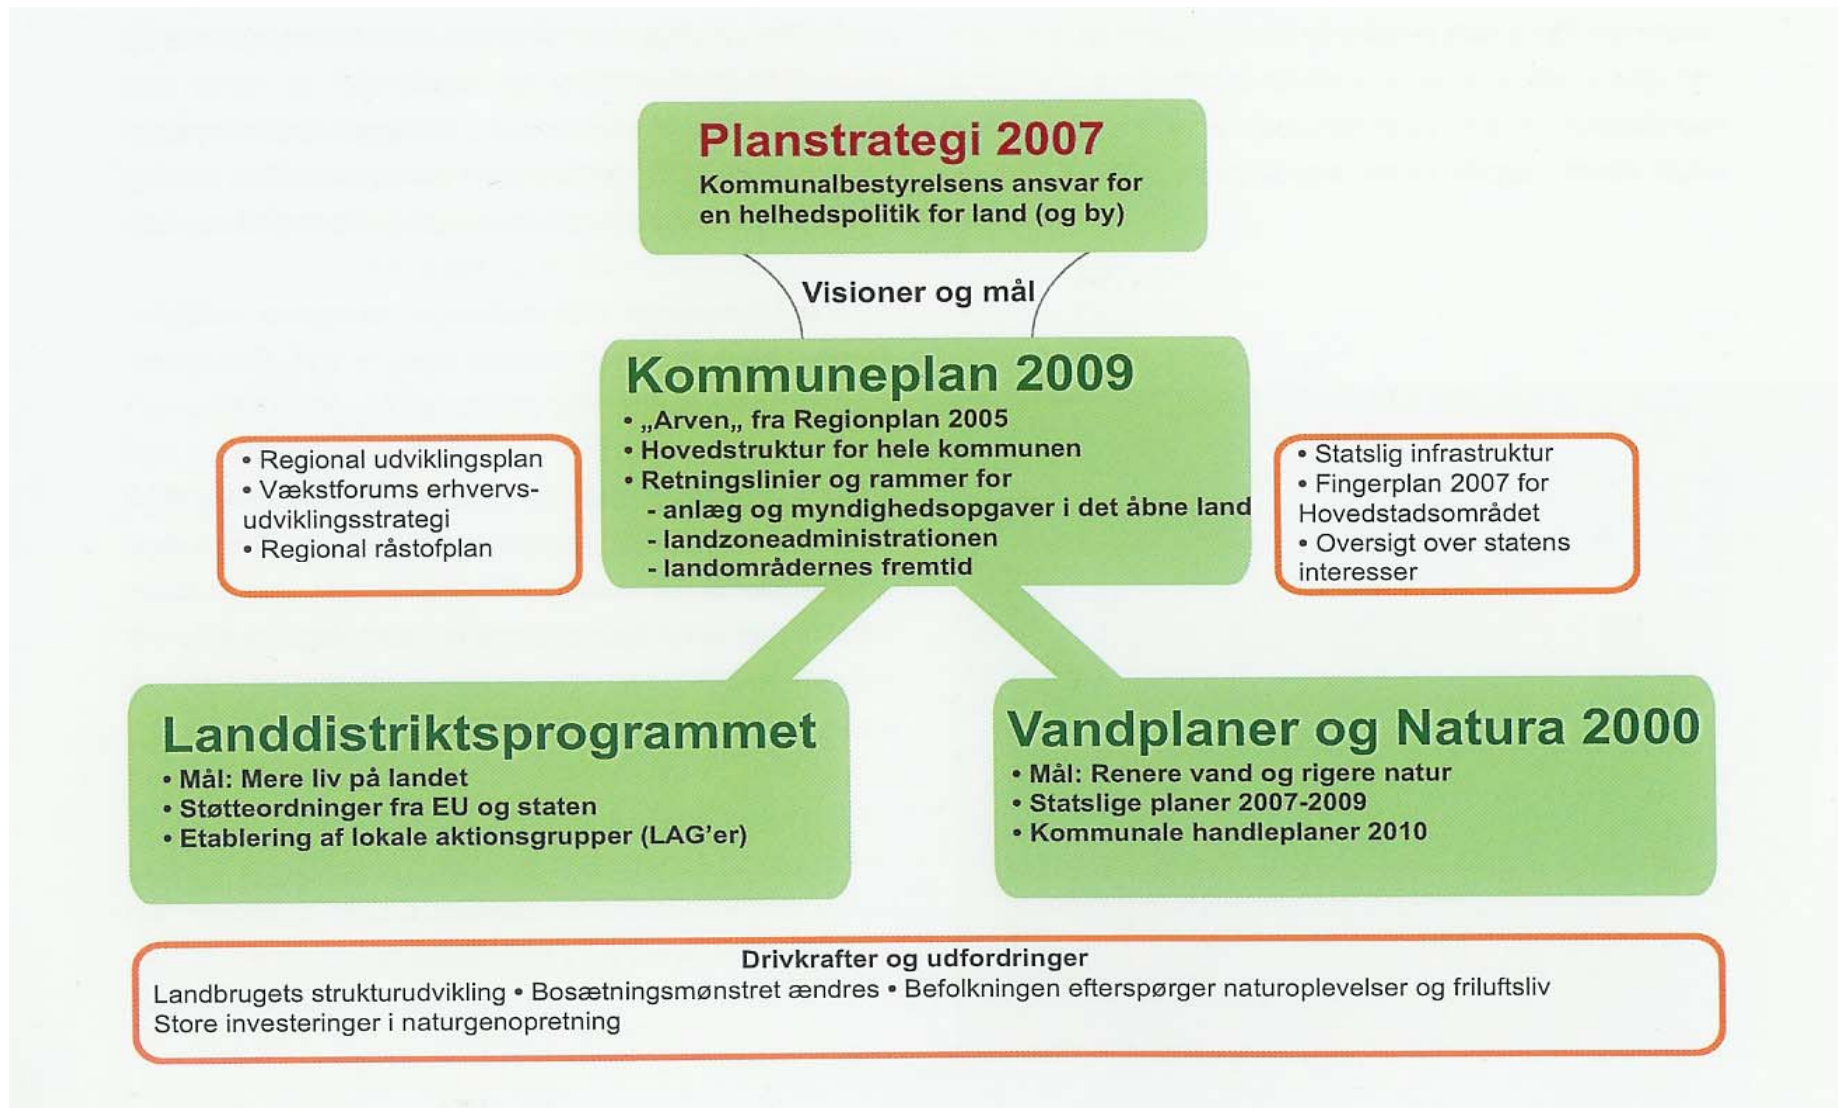 Planstrategi 2007
Kommunalbestyrelsens ansvar for
en helhedspolitik for land (og by)
Visioner og mål
Kommuneplan 2009
• „Arven„ fra Regionplan 2005
• Hovedstruktur for hele kommunen
• Retningslinier og rammer for
- anlæg og myndighedsopgaver i det åbne land
- landzoneadministrationen
- landområdernes fremtid
• Regional udviklingsplan
• Vækstforums erhvervs-
udviklingsstrategi
• Regional råstofplan
• Statslig infrastruktur
• Fingerplan 2007 for
Hovedstadsområdet
• Oversigt over statens
interesser
Landdistriktsprogrammet
• Mål: Mere liv på landet
• Støtteordninger fra EU og staten
• Etablering af lokale aktionsgrupper (LAG'er)
Vandplaner og Natura 2000
• Mål: Renere vand og rigere natur
• Statslige planer 2007-2009
• Kommunale handleplaner 2010
Drivkrafter og udfordringer
Landbrugets strukturudvikling • Bosætningsmønstret ændres • Befolkningen efterspørger naturoplevelser og friluftsliv
Store investeringer i naturgenopretning